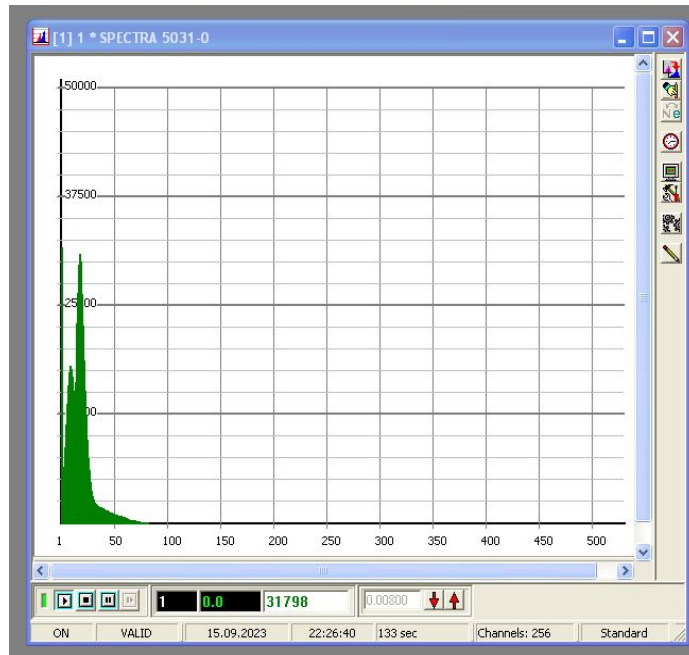 [1] 1 * SPECTRA 5031-0
50000
37500
Ne
1 50 100 150 200 250 300 350 400 450 500
1 0.0 31798 0.00800
ON VALID 15.09.2023 22:26:40 133 sec Channels: 256 Standard